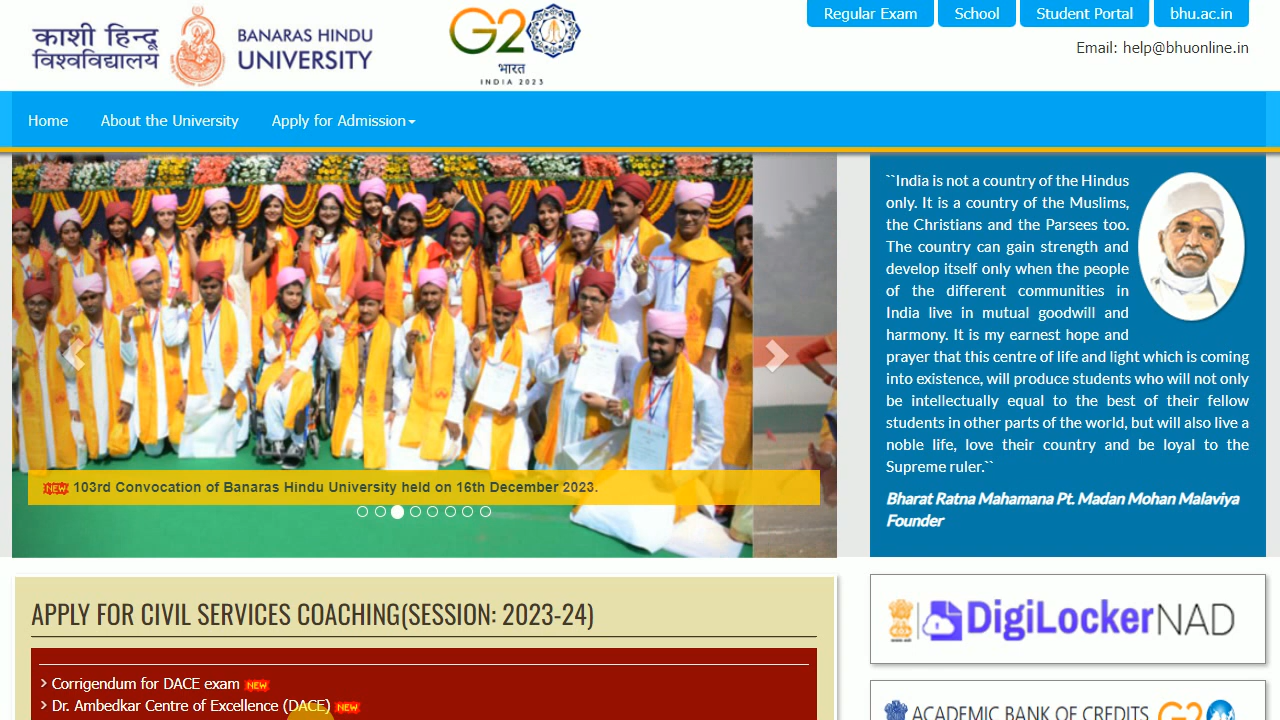 Regular Exam
School
Student Portal
bhu.ac.in
काशी हिन्दू
विश्वविद्यालय
BANARAS HINDU
UNIVERSITY
G20
भारत
INDIA 2023
Email: help@bhuonline.in
Home
About the University
Apply for Admission
``India is not a country of the Hindus
only. It is a country of the Muslims,
the Christians and the Parsees too.
The country can gain strength and
develop itself only when the people
of the different communities in
India live in mutual goodwill and
harmony. It is my earnest hope and
prayer that this centre of life and light which is coming
into existence, will produce students who will not only
be intellectually equal to the best of their fellow
students in other parts of the world, but will also live a
noble life, love their country and be loyal to the
Supreme ruler.``
Bharat Ratna Mahamana Pt. Madan Mohan Malaviya
Founder
NEW 103rd Convocation of Banaras Hindu University held on 16th December 2023.
APPLY FOR CIVIL SERVICES COACHING(SESSION: 2023-24)
Corrigendum for DACE exam NEW
Dr. Ambedkar Centre of Excellence (DACE) NEW
DigiLocker NAD
ACADEMIC BANK OF CREDITS G20